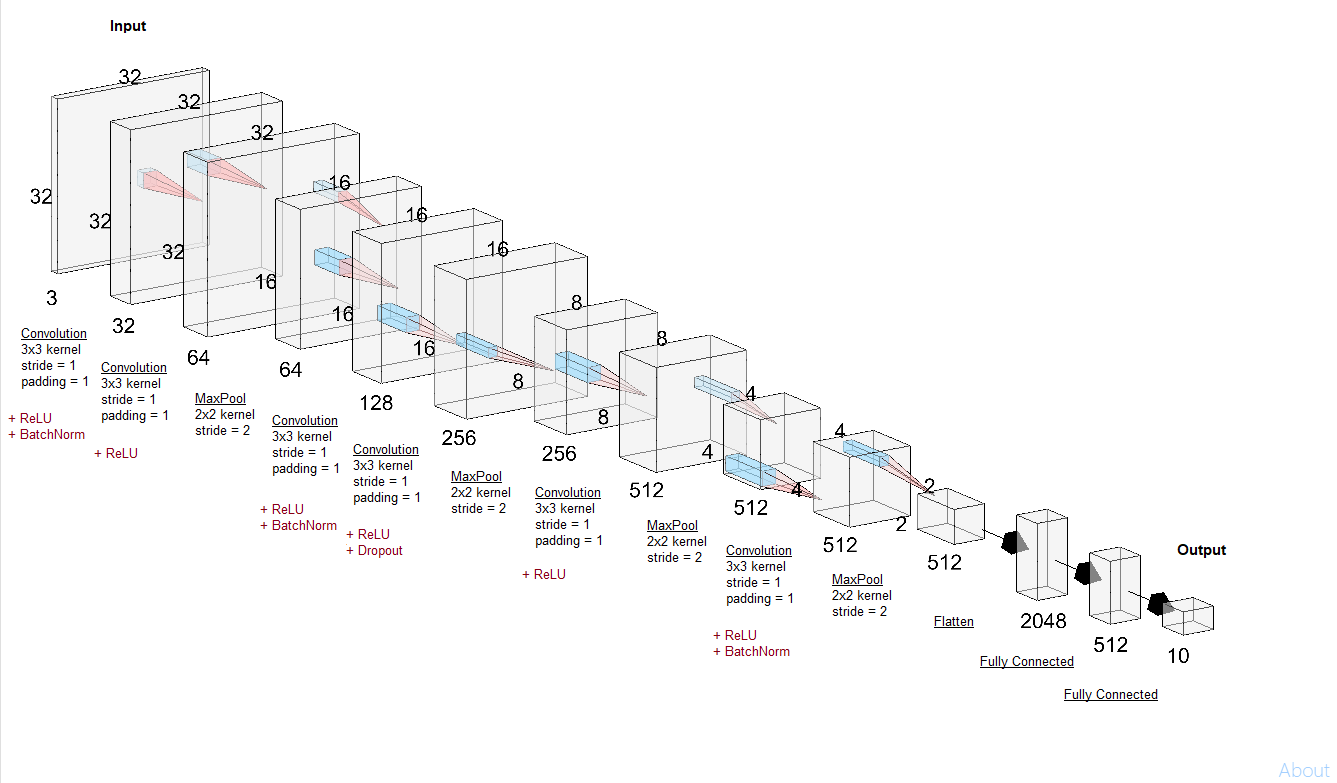 Input
32
32
3
Convolution
3x3 kernel
stride = 1
padding = 1
+ ReLU
+ BatchNorm
32
32
32
Convolution
3x3 kernel
stride = 1
padding = 1
+ ReLU
32
32
64
MaxPool
2x2 kernel
stride = 2
16
16
64
Convolution
3x3 kernel
stride = 1
padding = 1
+ ReLU
+ BatchNorm
16
16
128
Convolution
3x3 kernel
stride = 1
padding = 1
+ ReLU
+ Dropout
16
16
256
MaxPool
2x2 kernel
stride = 2
8
8
256
Convolution
3x3 kernel
stride = 1
padding = 1
+ ReLU
8
8
512
MaxPool
2x2 kernel
stride = 2
4
4
512
Convolution
3x3 kernel
stride = 1
padding = 1
+ ReLU
+ BatchNorm
4
4
512
MaxPool
2x2 kernel
stride = 2
2
2
512
Flatten
2048
Fully Connected
512
Fully Connected
Output
10
About